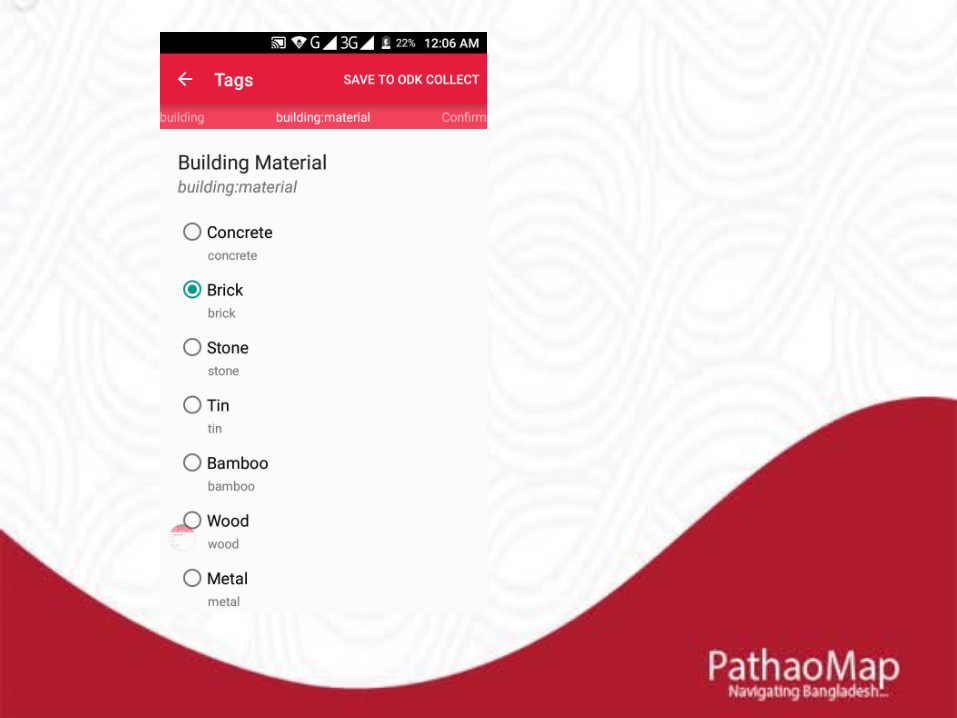 G 3G 22% 12:06 AM
Tags SAVE TO ODK COLLECT
building building:material Confirm
Building Material
building:material
Concrete
concrete
Brick
brick
Stone
stone
Tin
tin
Bamboo
bamboo
Wood
wood
Metal
metal
PathaoMap
Navigating Bangladesh...